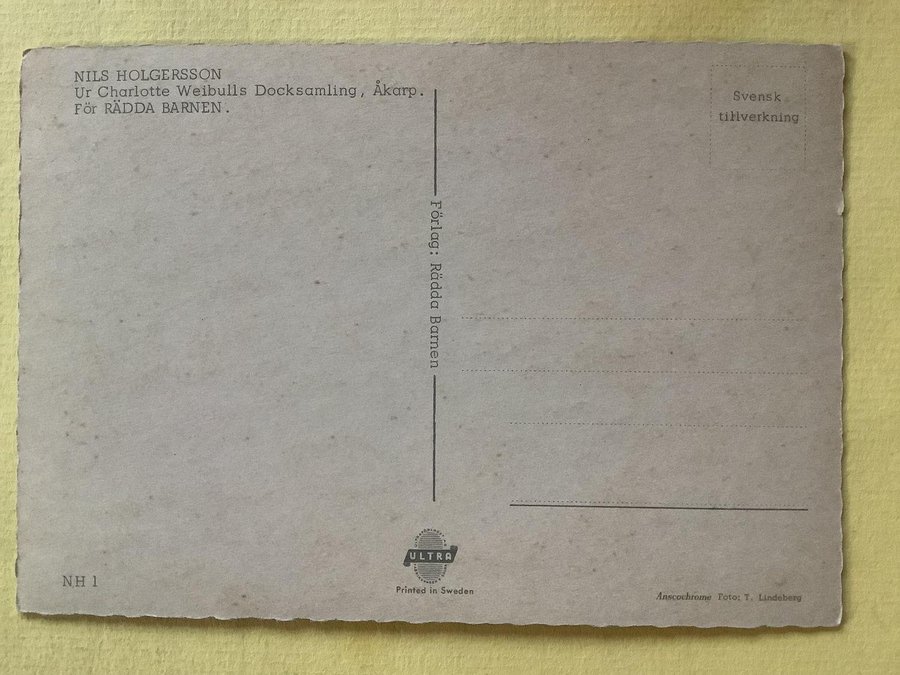 NILS HOLGERSSON
Ur Charlotte Weibulls Docksamling, Åkarp.
För RÄDDA BARNEN.
Svensk
tillverkning
Förlag: Rädda Barnen
ULTRA
Printed in Sweden
NH 1
Anscochrome Foto: T. Lindeberg